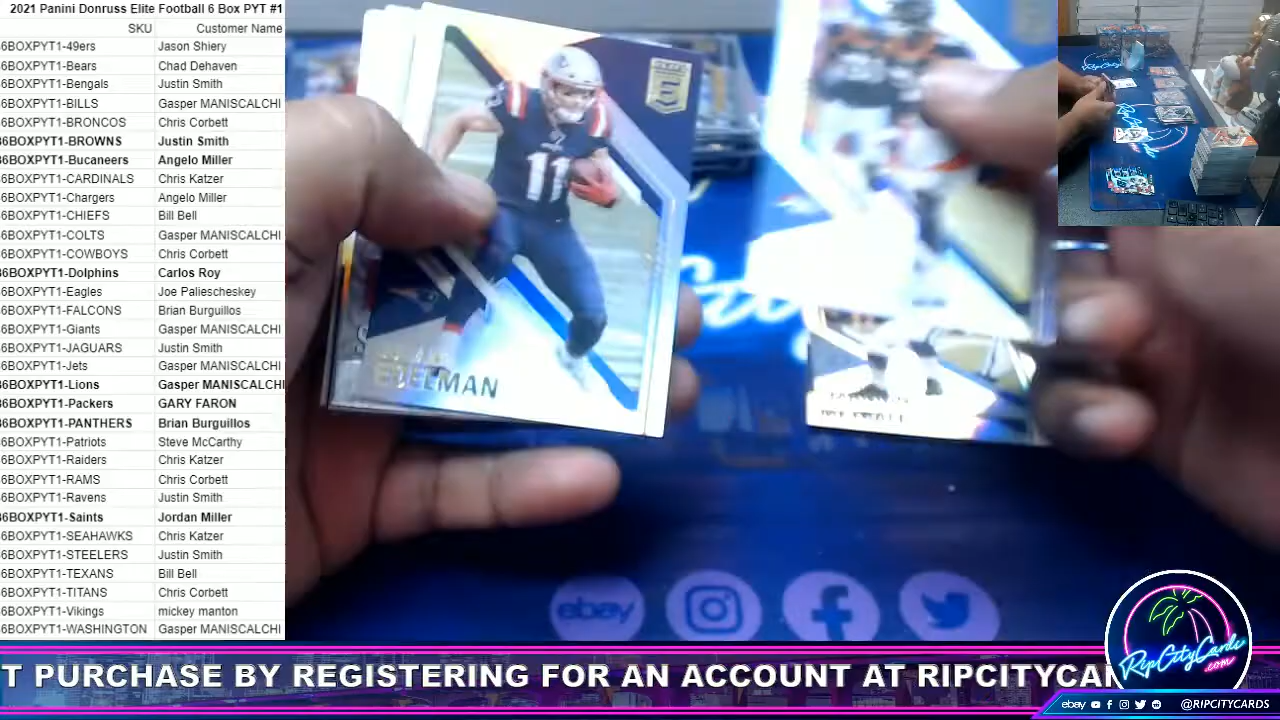 2021 Panini Donruss Elite Football 6 Box PYT #1
SKU Customer Name
6BOXPYT1-49ers Jason Shiery
6BOXPYT1-Bears Chad Dehaven
6BOXPYT1-Bengals Justin Smith
6BOXPYT1-BILLS Gasper MANISCALCHI
6BOXPYT1-BRONCOS Chris Corbett
6BOXPYT1-BROWNS Justin Smith
6BOXPYT1-Bucaneers Angelo Miller
6BOXPYT1-CARDINALS Chris Katzer
6BOXPYT1-Chargers Angelo Miller
6BOXPYT1-CHIEFS Bill Bell
6BOXPYT1-COLTS Gasper MANISCALCHI
6BOXPYT1-COWBOYS Chris Corbett
6BOXPYT1-Dolphins Carlos Roy
6BOXPYT1-Eagles Joe Paliescheskey
6BOXPYT1-FALCONS Brian Burguillos
6BOXPYT1-Giants Gasper MANISCALCHI
6BOXPYT1-JAGUARS Justin Smith
6BOXPYT1-Jets Gasper MANISCALCHI
6BOXPYT1-Lions Gasper MANISCALCHI
6BOXPYT1-Packers GARY FARON
6BOXPYT1-PANTHERS Brian Burguillos
6BOXPYT1-Patriots Steve McCarthy
6BOXPYT1-Raiders Chris Katzer
6BOXPYT1-RAMS Chris Corbett
6BOXPYT1-Ravens Justin Smith
6BOXPYT1-Saints Jordan Miller
6BOXPYT1-SEAHAWKS Chris Katzer
6BOXPYT1-STEELERS Justin Smith
6BOXPYT1-TEXANS Bill Bell
6BOXPYT1-TITANS Chris Corbett
6BOXPYT1-Vikings mickey manton
6BOXPYT1-WASHINGTON Gasper MANISCALCHI
11
EDELMAN
ebay
T PURCHASE BY REGISTERING FOR AN ACCOUNT AT RIPCITYCA
RipCityCards
.com
ebay @RIPCITYCARDS